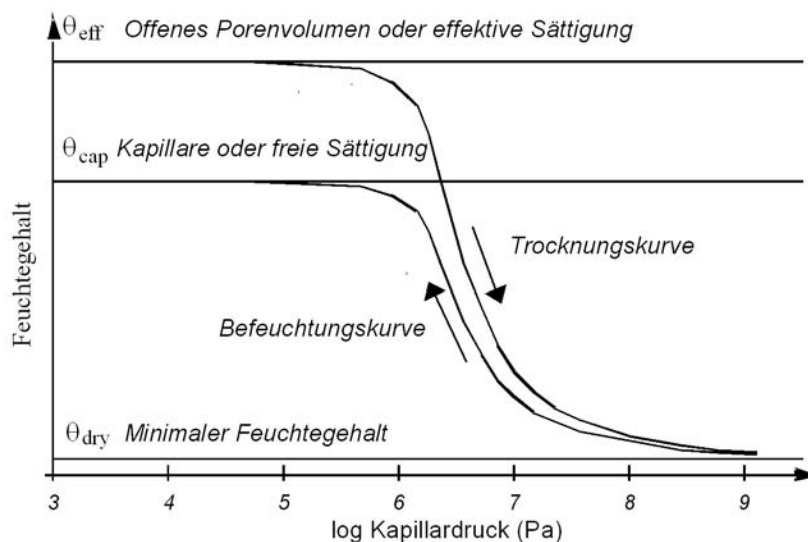 θeff Offenes Porenvolumen oder effektive Sättigung
θcap Kapillare oder freie Sättigung
Trocknungskurve
Befeuchtungskurve
Feuchtegehalt
θdry Minimaler Feuchtegehalt
3 4 5 6 7 8 9
log Kapillardruck (Pa)